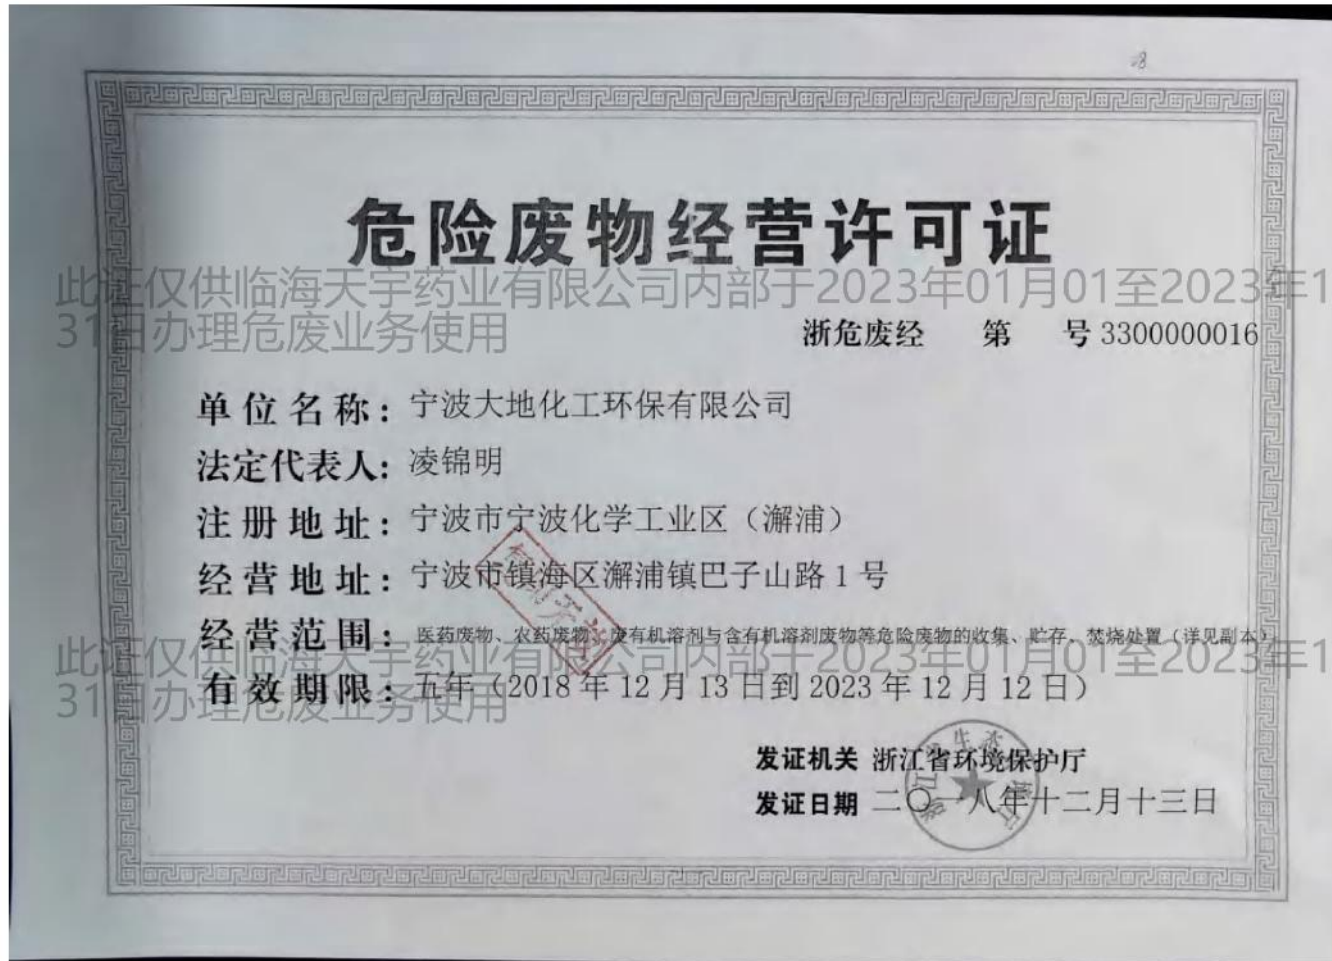 危险废物经营许可证
此证仅供临海天宇药业有限公司内部于2023年01月01至2023年1
31日办理危废业务使用
浙危废经 第 号3300000016
单位名称：宁波大地化工环保有限公司
法定代表人：凌锦明
注册地址：宁波市宁波化学工业区（澥浦）
经营地址：宁波市镇海区澥浦镇巴子山路1号
经营范围：医药废物、农药废物、废有机溶剂与含有机溶剂废物等危险废物的收集、贮存、焚烧处置（详见副本）
此证仅供临海天宇药业有限公司内部于2023年01月01至2023年1
31日办理危废业务使用
有效期限：五年（2018年12月13日到2023年12月12日）
发证机关 浙江省环境保护厅
发证日期 二〇一八年十二月十三日